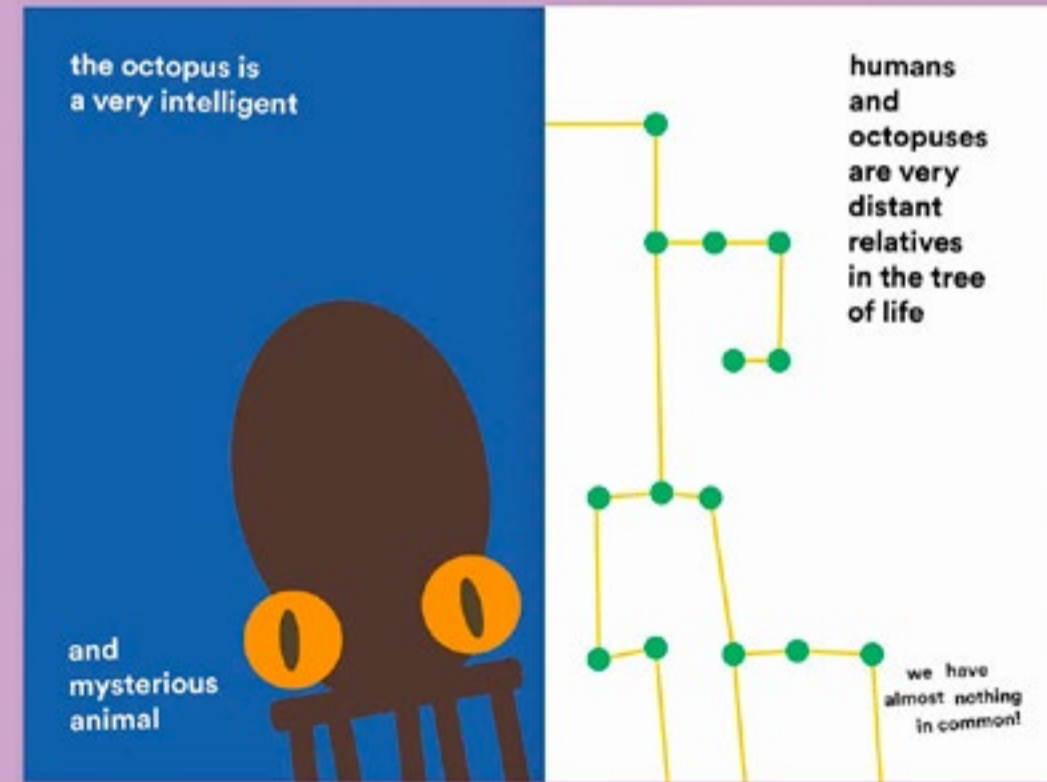 the octopus is
a very intelligent
and
mysterious
animal
humans
and
octopuses
are very
distant
relatives
in the tree
of life
we have
almost nothing
in common!